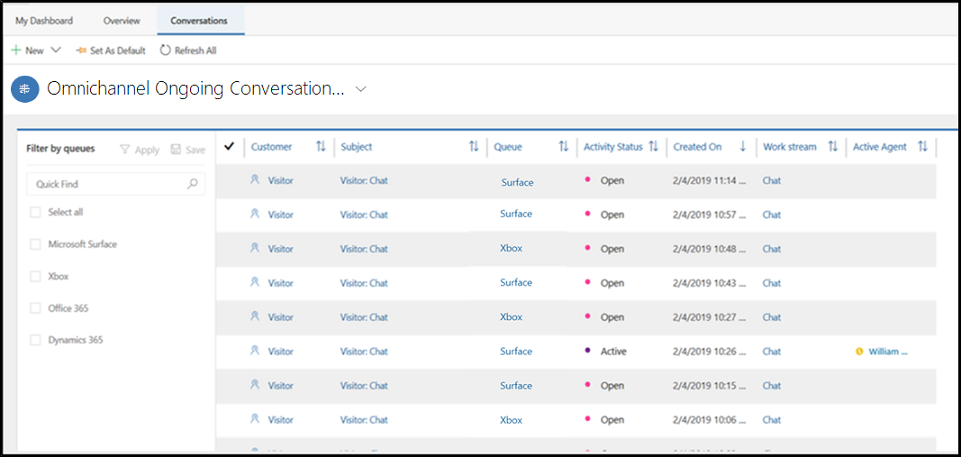 My Dashboard Overview Conversations
New Set As Default Refresh All
Omnichannel Ongoing Conversation...
Filter by queues Apply Save
Quick Find
Select all
Microsoft Surface
Xbox
Office 365
Dynamics 365
Customer Subject Queue Activity Status Created On Work stream Active Agent
Visitor Visitor: Chat Surface Open 2/4/2019 11:14 ... Chat
Visitor Visitor: Chat Surface Open 2/4/2019 10:57 ... Chat
Visitor Visitor: Chat Xbox Open 2/4/2019 10:48 ... Chat
Visitor Visitor: Chat Surface Open 2/4/2019 10:43 ... Chat
Visitor Visitor: Chat Xbox Open 2/4/2019 10:27 ... Chat
Visitor Visitor: Chat Surface Active 2/4/2019 10:26 ... Chat William ...
Visitor Visitor: Chat Surface Open 2/4/2019 10:15 ... Chat
Visitor Visitor: Chat Xbox Open 2/4/2019 10:06 ... Chat